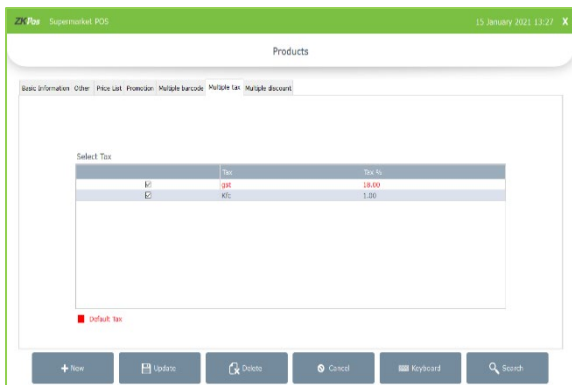 ZKPos Supermarket POS 15 January 2021 13:27 X
Products
Basic Information Other Price List Promotion Multiple barcode Multiple tax Multiple discount
Select Tax
Tax Tax %
gst 18.00
Kfc 1.00
Default Tax
New Update Delete Cancel Keyboard Search